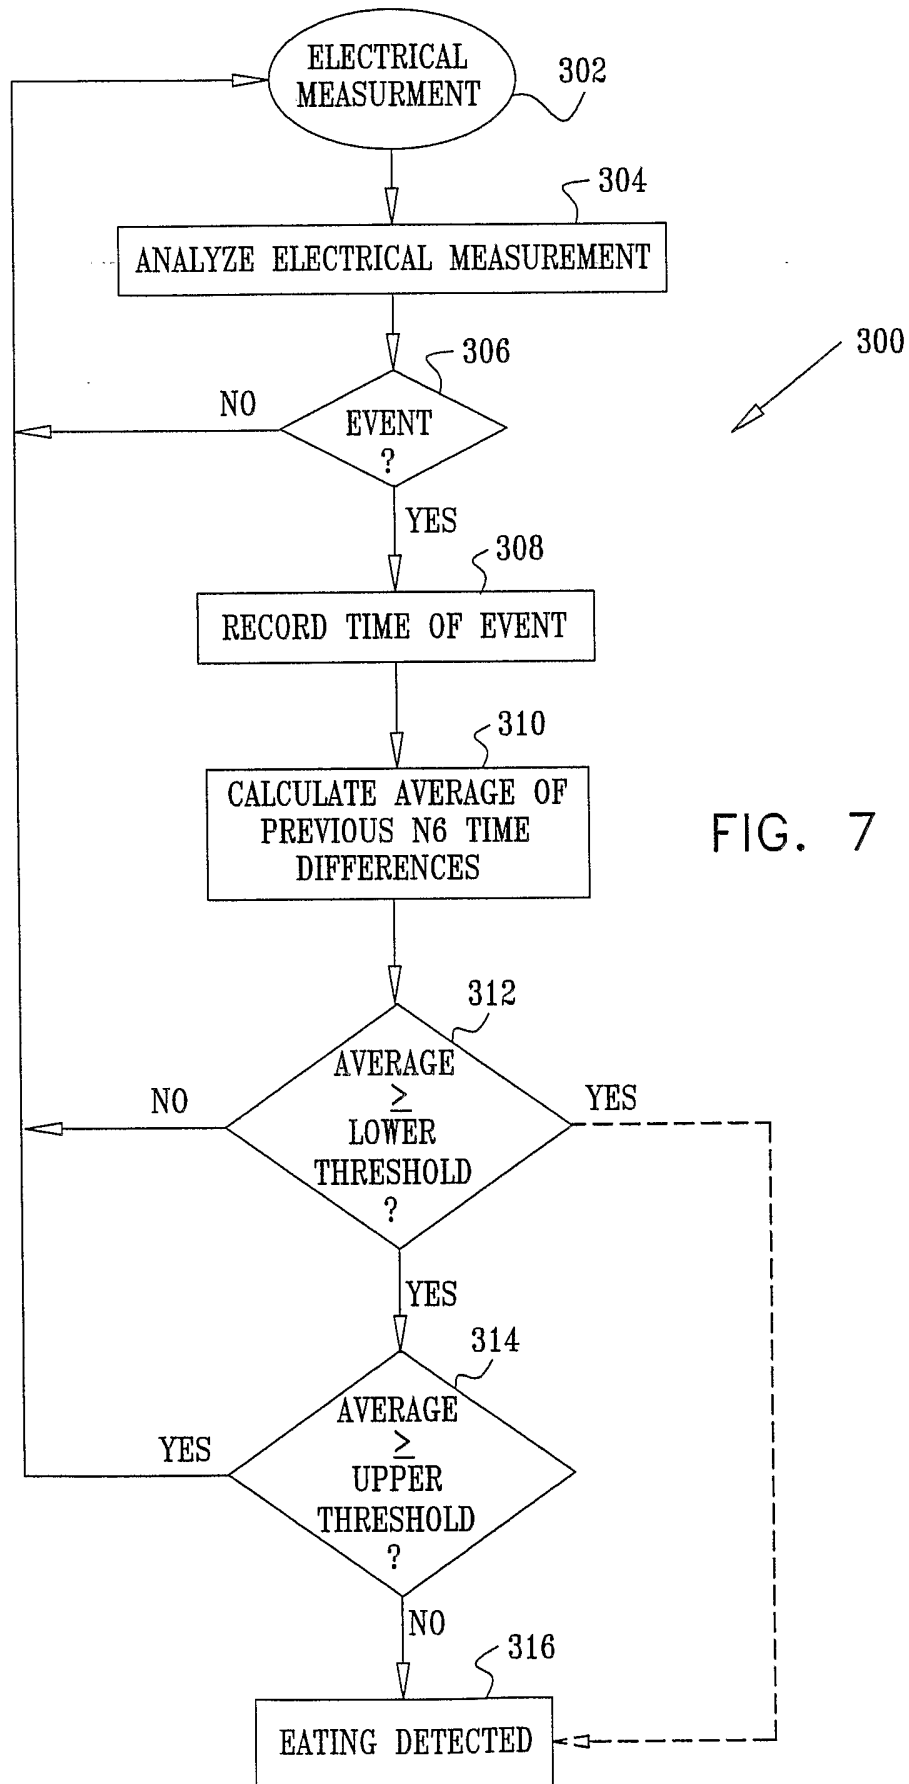 ELECTRICAL
MEASURMENT
302
304
ANALYZE ELECTRICAL MEASUREMENT
306
300
NO
EVENT
?
YES
308
RECORD TIME OF EVENT
310
CALCULATE AVERAGE OF
PREVIOUS N6 TIME
DIFFERENCES
FIG. 7
312
AVERAGE
≥
LOWER
THRESHOLD
?
NO
YES
YES
314
AVERAGE
≥
UPPER
THRESHOLD
?
YES
NO
316
EATING DETECTED